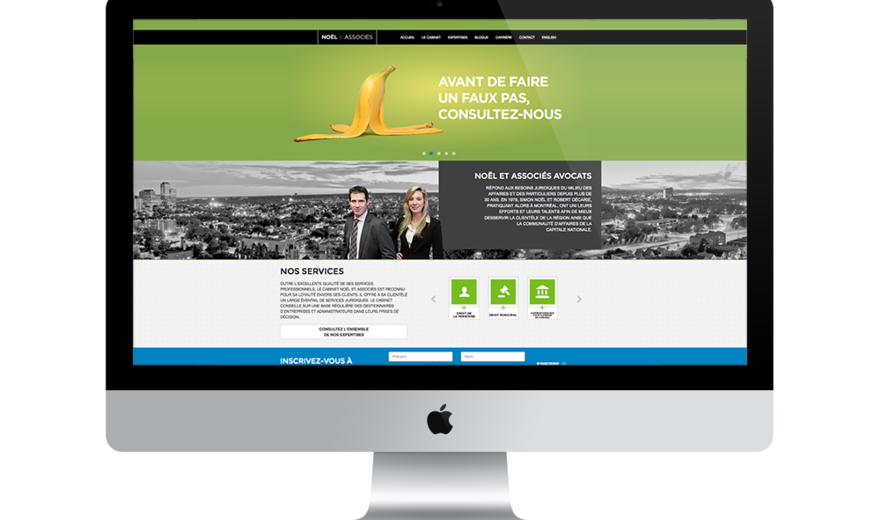 NOËL + ASSOCIÉS
ACCUEIL LE CABINET EXPERTISES BLOGUE CARRIÈRE CONTACT ENGLISH
AVANT DE FAIRE
UN FAUX PAS,
CONSULTEZ-NOUS
NOËL ET ASSOCIÉS AVOCATS
RÉPOND AUX BESOINS JURIDIQUES DU MILIEU DES
AFFAIRES ET DES PARTICULIERS DEPUIS PLUS DE
30 ANS. EN 1978, SIMON NOËL ET ROBERT DÉCARIE,
PRATIQUANT ALORS À MONTRÉAL, ONT UNI LEURS
EFFORTS ET LEURS TALENTS AFIN DE MIEUX
DESSERVIR LA CLIENTÈLE DE LA RÉGION AINSI QUE
LA COMMUNAUTÉ D'AFFAIRES DE LA
CAPITALE NATIONALE.
NOS SERVICES
OUTRE L'EXCELLENTE QUALITÉ DE SES SERVICES
PROFESSIONNELS, LE CABINET NOËL ET ASSOCIÉS EST RECONNU
POUR SA LOYAUTÉ ENVERS SES CLIENTS. IL OFFRE À SA CLIENTÈLE
UN LARGE ÉVENTAIL DE SERVICES JURIDIQUES. LE CABINET
CONSEILLE SUR UNE BASE RÉGULIÈRE DES GESTIONNAIRES
D'ENTREPRISES ET ADMINISTRATEURS DANS LEURS PRISES DE
DÉCISION.
CONSULTEZ L'ENSEMBLE
DE NOS EXPERTISES
DROIT DE
LA PERSONNE
DROIT MUNICIPAL
INSCRIVEZ-VOUS À
Prénom
Nom